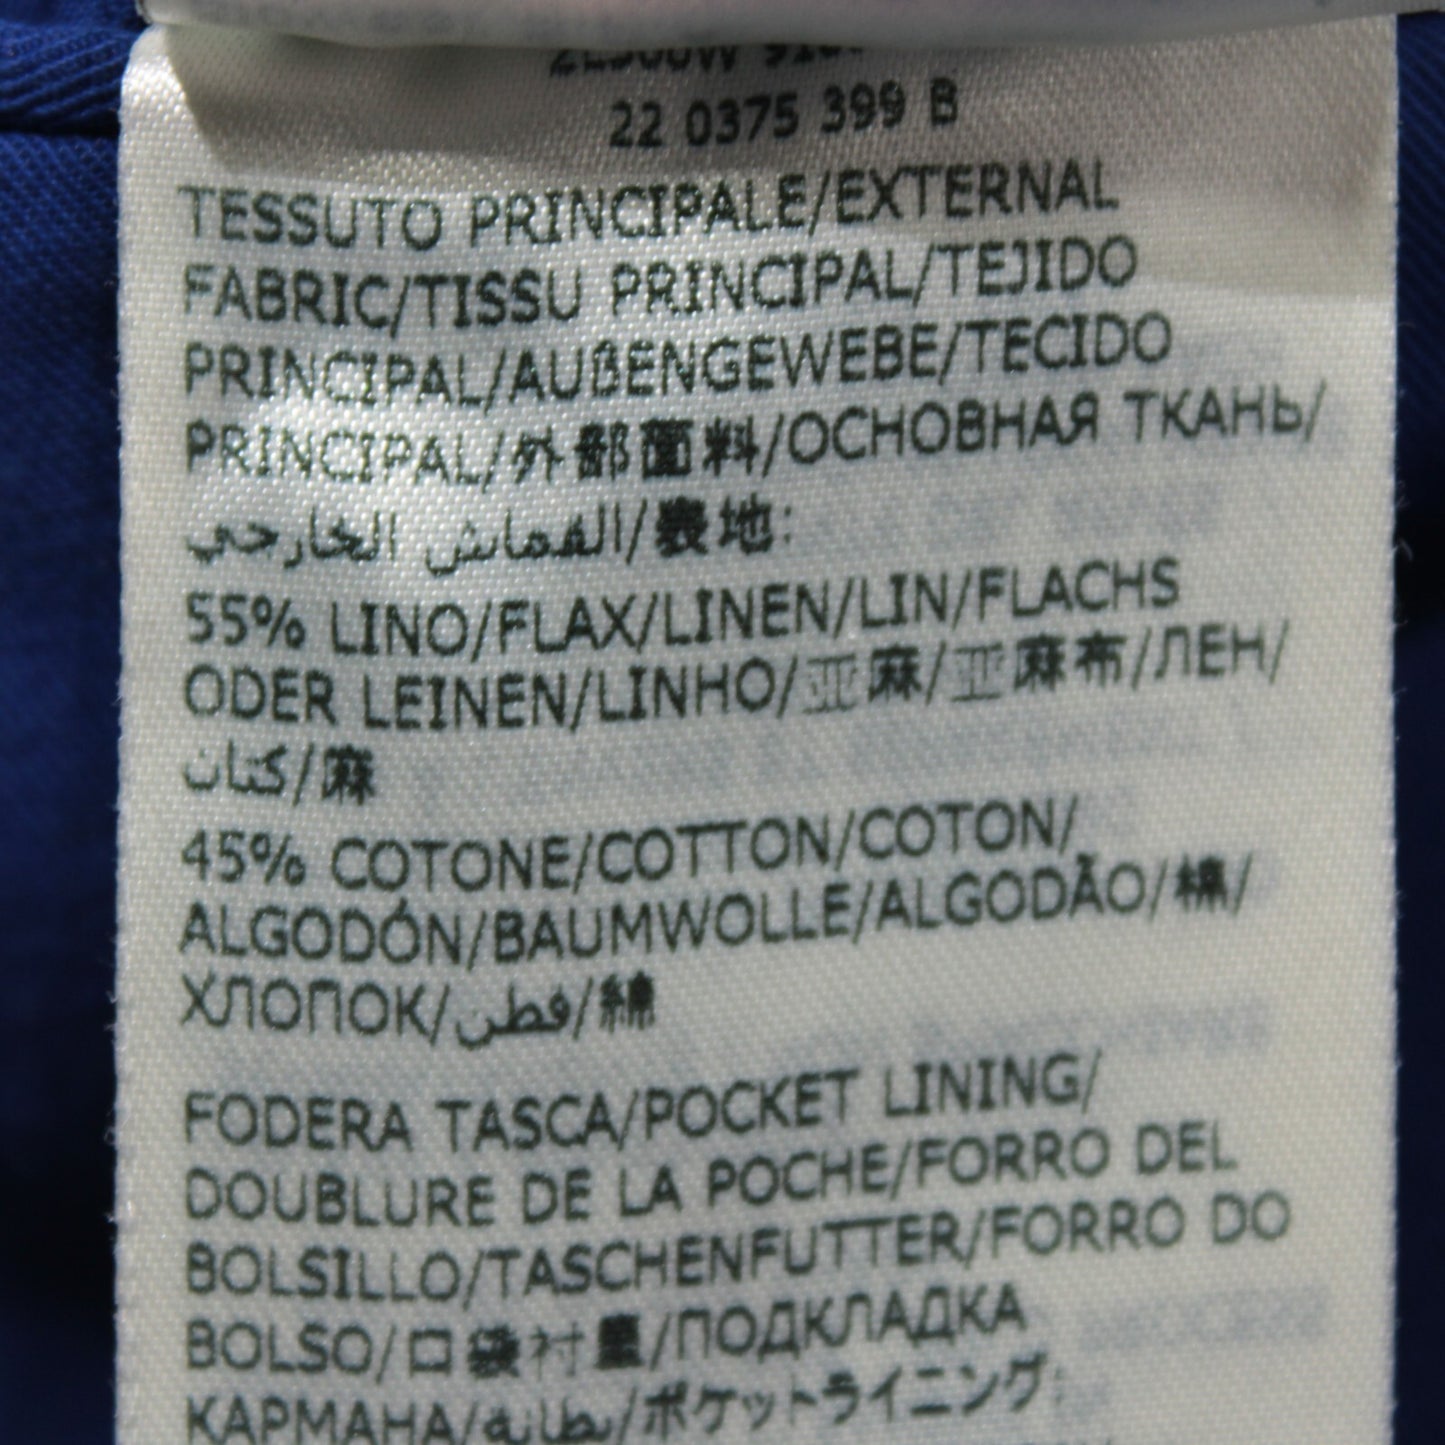 22 0375 399 B
TESSUTO PRINCIPALE/EXTERNAL
FABRIC/TISSU PRINCIPAL/TEJIDO
PRINCIPAL/AUßENGEWEBE/TECIDO
PRINCIPAL/外部面料/ОСНОВНАЯ ТКАНЬ/
القماش الخارجي/表地:
55% LINO/FLAX/LINEN/LIN/FLACHS
ODER LEINEN/LINHO/亚麻/亚麻布/ЛЕН/
كتان/麻
45% COTONE/COTTON/COTON/
ALGODÓN/BAUMWOLLE/ALGODÃO/棉/
ХЛОПОК/قطن/綿
FODERA TASCA/POCKET LINING/
DOUBLURE DE LA POCHE/FORRO DEL
BOLSILLO/TASCHENFUTTER/FORRO DO
BOLSO/口袋衬里/ПОДКЛАДКА
КАРМАНА/بطانة/ポケットライニング: